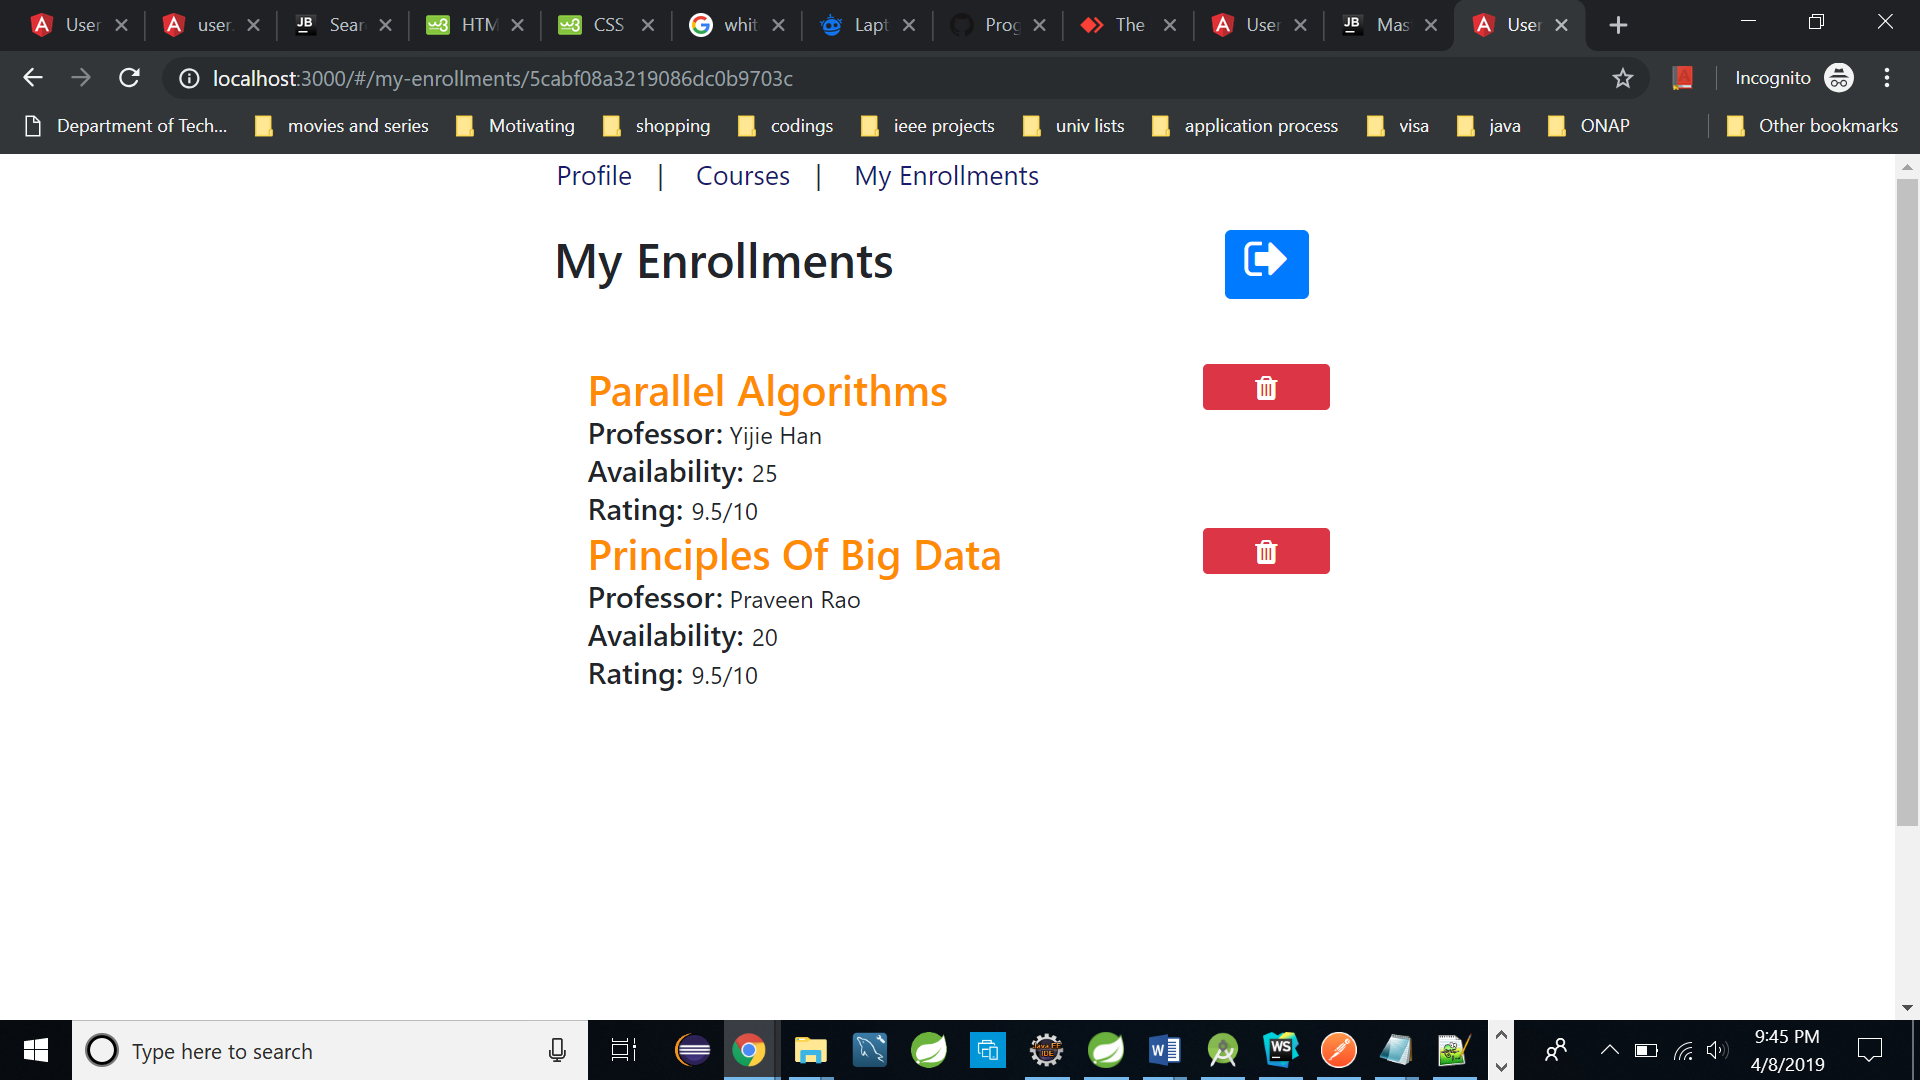 User user. Sear HTM CSS whit Lapt Prog The User Mas User
localhost:3000/#/my-enrollments/5cabf08a3219086dc0b9703c Incognito
Department of Tech... movies and series Motivating shopping codings ieee projects univ lists application process visa java ONAP Other bookmarks
Profile | Courses | My Enrollments
My Enrollments
Parallel Algorithms
Professor: Yijie Han
Availability: 25
Rating: 9.5/10
Principles Of Big Data
Professor: Praveen Rao
Availability: 20
Rating: 9.5/10
Type here to search
9:45 PM
4/8/2019